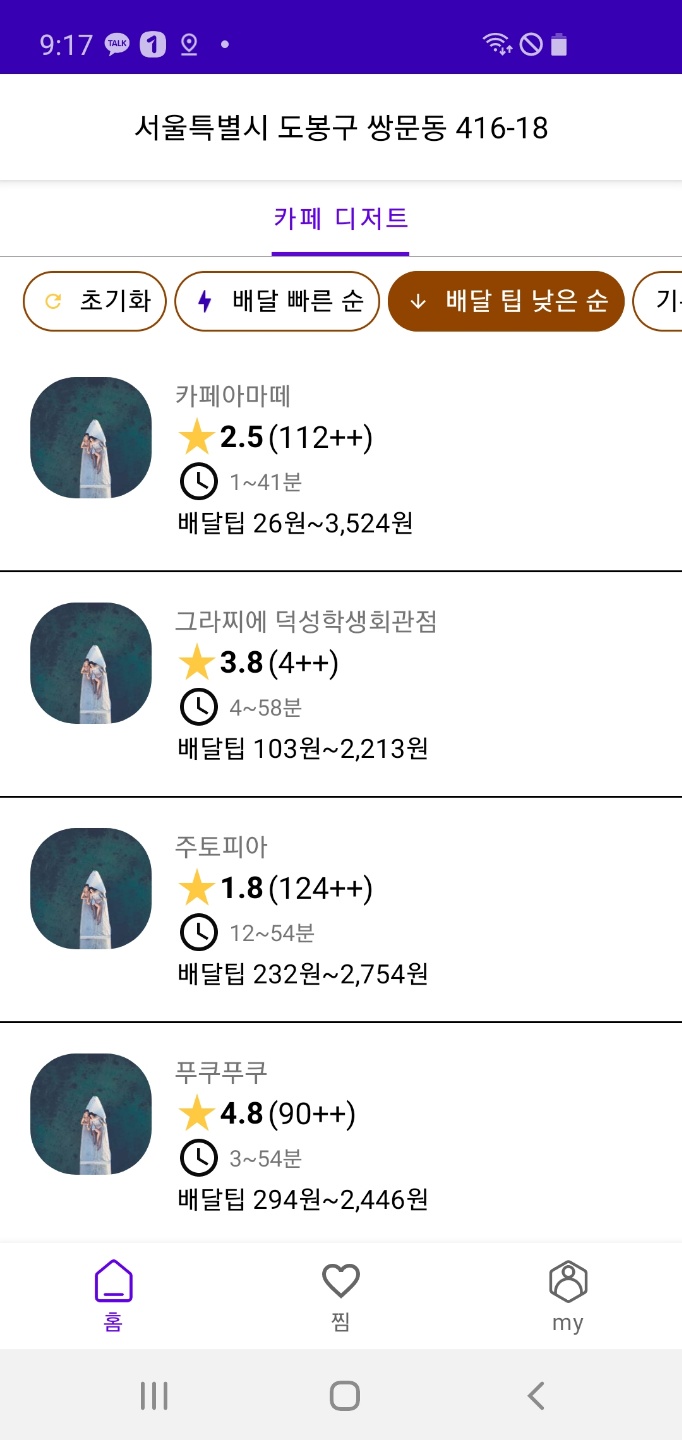 9:17 TALK 1
서울특별시 도봉구 쌍문동 416-18
카페 디저트
초기화 배달 빠른 순 배달 팁 낮은 순
카페아마떼
2.5(112++)
1~41분
배달팁 26원~3,524원
그라찌에 덕성학생회관점
3.8(4++)
4~58분
배달팁 103원~2,213원
주토피아
1.8(124++)
12~54분
배달팁 232원~2,754원
푸쿠푸쿠
4.8(90++)
3~54분
배달팁 294원~2,446원
홈 찜 my